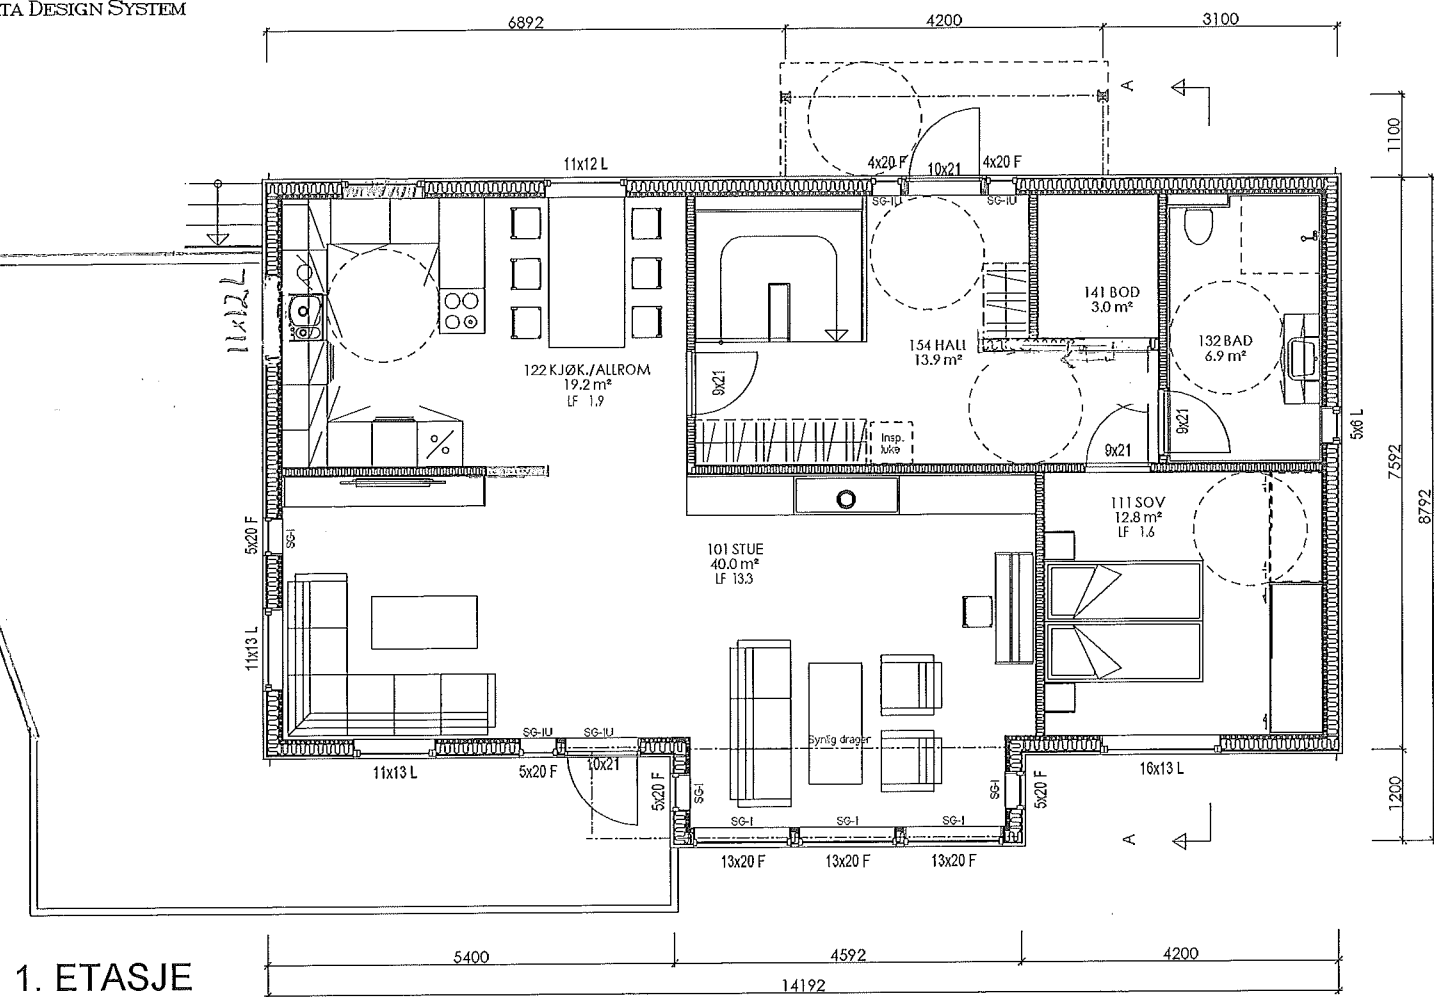 TA DESIGN SYSTEM
6892
4200
3100
A
1100
11x12 L
4x20 F
10x21
4x20 F
SG-IU
SG-IU
11x12 L
141 BOD
3.0 m²
154 HALL
13.9 m²
132 BAD
6.9 m²
122 KJØK./ALLROM
19.2 m²
LF 1.9
9x21
9x21
9x21
Insp.
luke
5x6 L
7592
8792
5x20 F
SG-I
111 SOV
12.8 m²
LF 1.6
101 STUE
40.0 m²
LF 13.3
11x13 L
Synlig drager
SG-IU
SG-IU
11x13 L
5x20 F
10x21
5x20 F
SG-I
SG-I
5x20 F
16x13 L
1200
SG-I
SG-I
SG-I
13x20 F
13x20 F
13x20 F
A
5400
4592
4200
14192
1. ETASJE